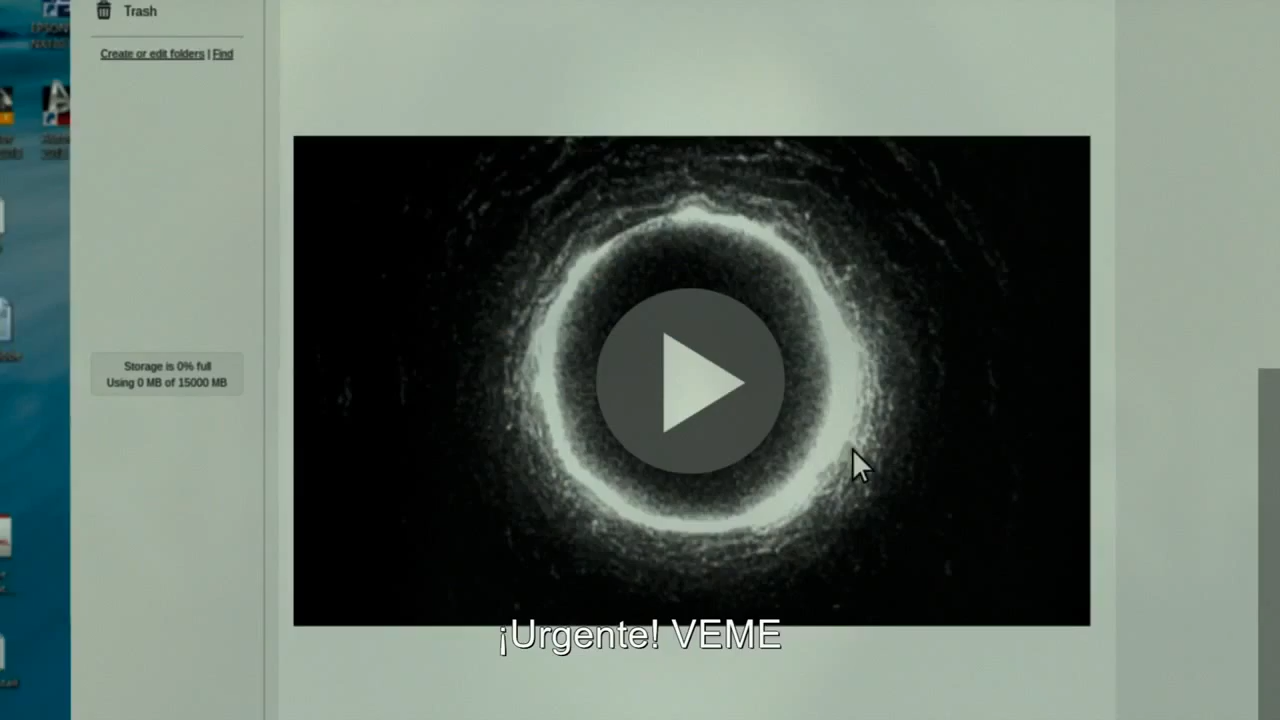 Trash
Create or edit folders | Find
Storage is 0% full
Using 0 MB of 15000 MB
¡Urgente! VEME